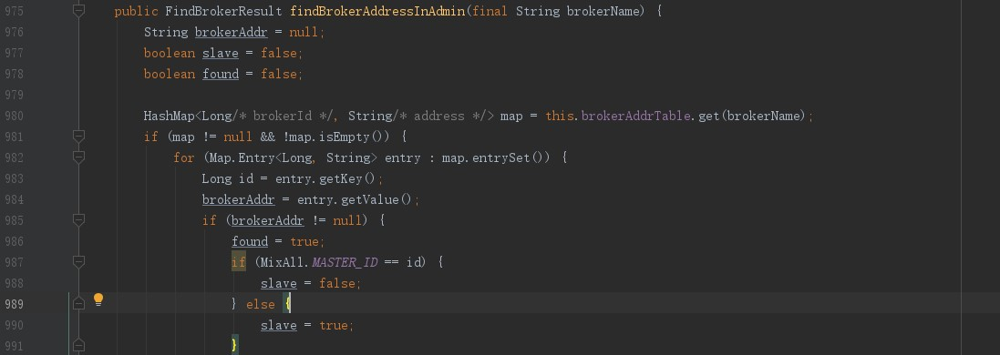 975 public FindBrokerResult findBrokerAddressInAdmin(final String brokerName) {
976 String brokerAddr = null;
977 boolean slave = false;
978 boolean found = false;
979
980 HashMap<Long/* brokerId */, String/* address */> map = this.brokerAddrTable.get(brokerName);
981 if (map != null && !map.isEmpty()) {
982 for (Map.Entry<Long, String> entry : map.entrySet()) {
983 Long id = entry.getKey();
984 brokerAddr = entry.getValue();
985 if (brokerAddr != null) {
986 found = true;
987 if (MixAll.MASTER_ID == id) {
988 slave = false;
989 } else {
990 slave = true;
991 }